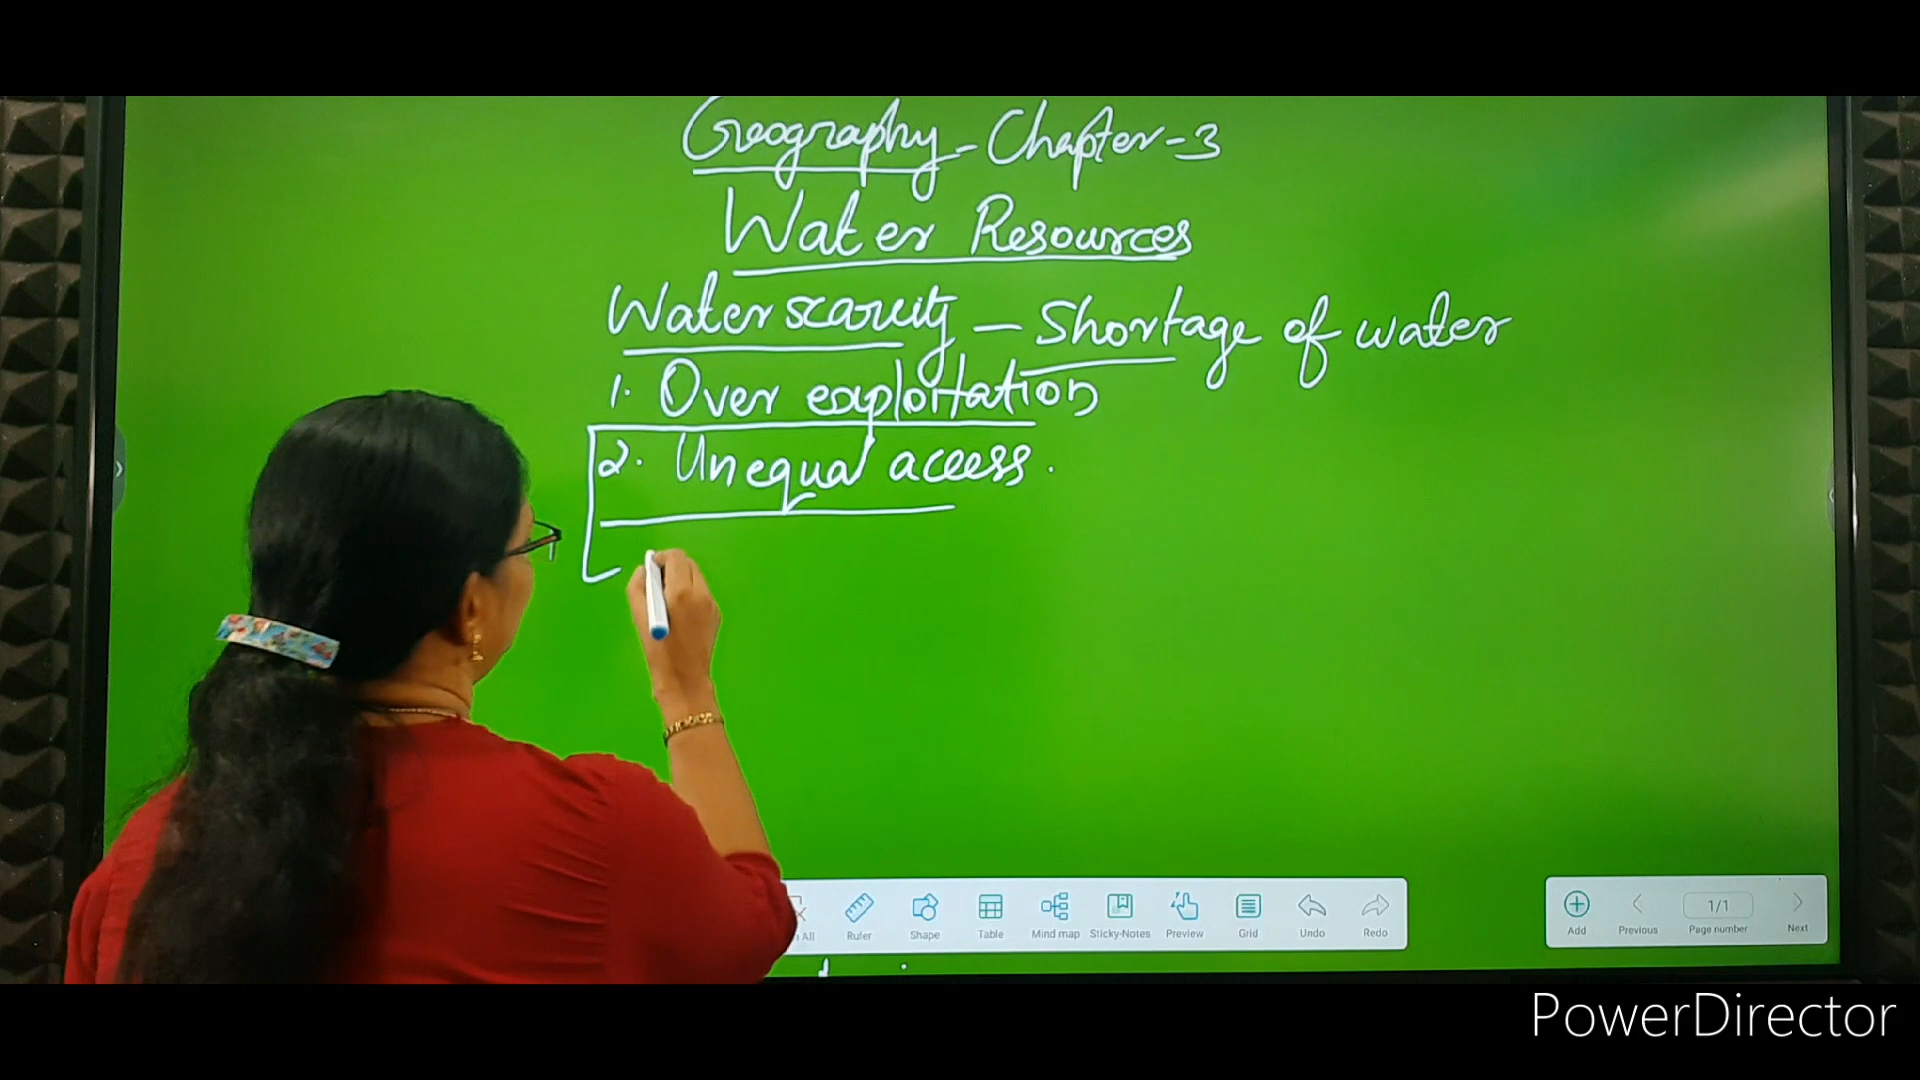 Geography - Chapter - 3
Water Resources
Water scarcity - Shortage of water
1. Over exploitation
2. Unequal access.
All Ruler Shape Table Mind map Sticky-Notes Preview Grid Undo Redo
Add Previous 1/1 Page number Next
PowerDirector